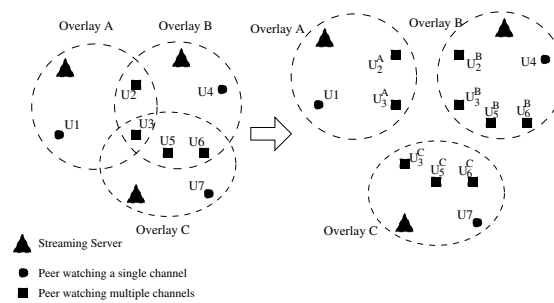 Overlay A
Overlay B
U2
U4
U1
U3
U5
U6
U7
Overlay C
Overlay A
Overlay B
U2^A
U1
U3^A
U4
U2^B
U3^B
U5^B
U6^B
U3^C
U5^C
U6^C
U7
Overlay C
Streaming Server
Peer watching a single channel
Peer watching multiple channels